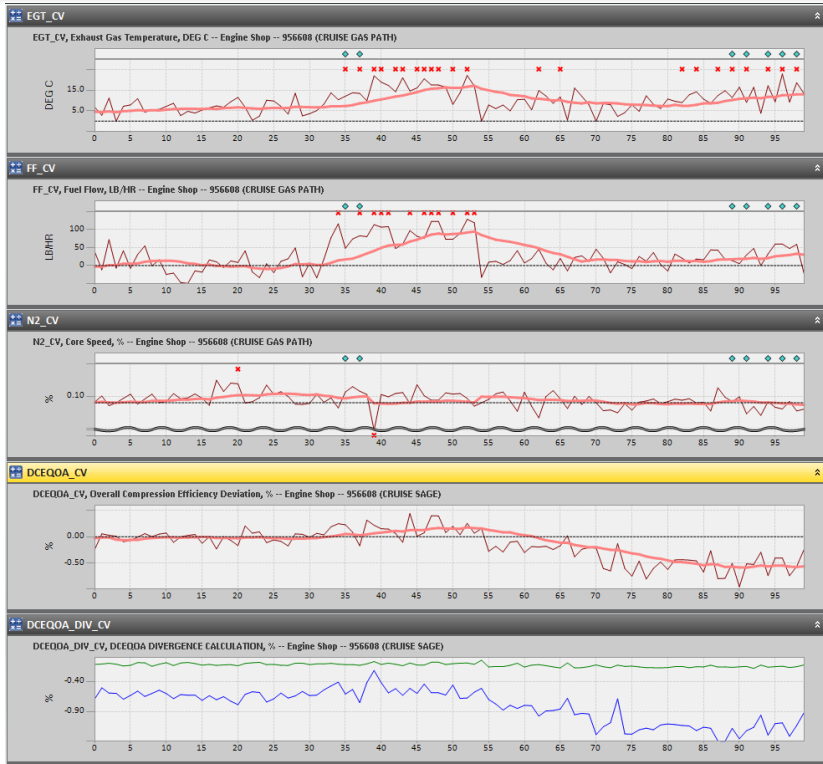 EGT_CV
EGT_CV, Exhaust Gas Temperature, DEG C -- Engine Shop -- 956608 (CRUISE GAS PATH)
DEG C
15.0
5.0
0 5 10 15 20 25 30 35 40 45 50 55 60 65 70 75 80 85 90 95
FF_CV
FF_CV, Fuel Flow, LB/HR -- Engine Shop -- 956608 (CRUISE GAS PATH)
LB/HR
100
50
0
0 5 10 15 20 25 30 35 40 45 50 55 60 65 70 75 80 85 90 95
N2_CV
N2_CV, Core Speed, % -- Engine Shop -- 956608 (CRUISE GAS PATH)
%
0.10
0 5 10 15 20 25 30 35 40 45 50 55 60 65 70 75 80 85 90 95
DCEQOA_CV
DCEQOA_CV, Overall Compression Efficiency Deviation, % -- Engine Shop -- 956608 (CRUISE SAGE)
%
0.00
-0.50
0 5 10 15 20 25 30 35 40 45 50 55 60 65 70 75 80 85 90 95
DCEQOA_DIV_CV
DCEQOA_DIV_CV, DCEQOA DIVERGENCE CALCULATION, % -- Engine Shop -- 956608 (CRUISE SAGE)
%
-0.40
-0.90
0 5 10 15 20 25 30 35 40 45 50 55 60 65 70 75 80 85 90 95